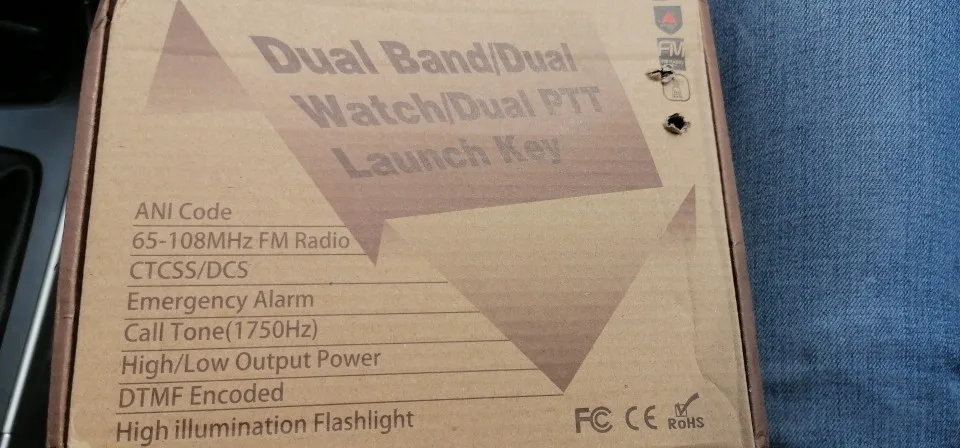 Dual Band/Dual
Watch/Dual PTT
Launch Key
FM
ANI Code
65-108MHz FM Radio
CTCSS/DCS
Emergency Alarm
Call Tone(1750Hz)
High/Low Output Power
DTMF Encoded
High illumination Flashlight
FC CE RoHS